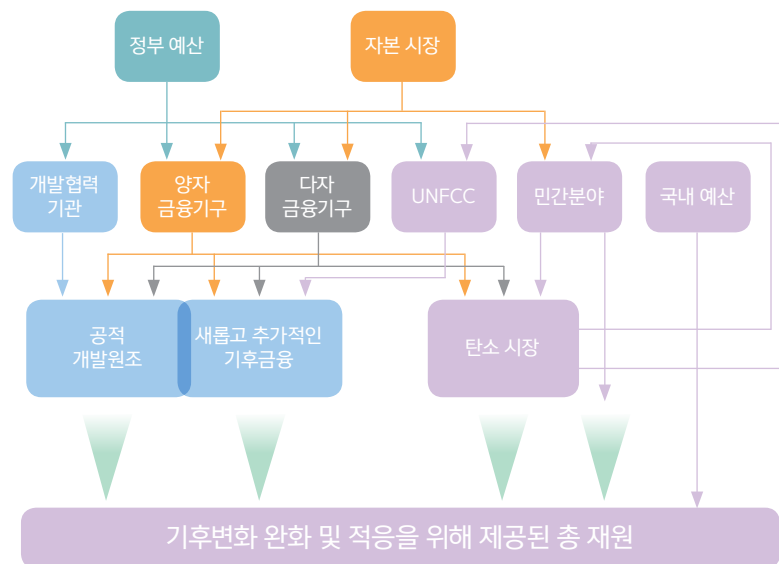 정부 예산
자본 시장
개발협력
기관
양자
금융기구
다자
금융기구
UNFCC
민간분야
국내 예산
공적
개발원조
새롭고 추가적인
기후금융
탄소 시장
기후변화 완화 및 적응을 위해 제공된 총 재원